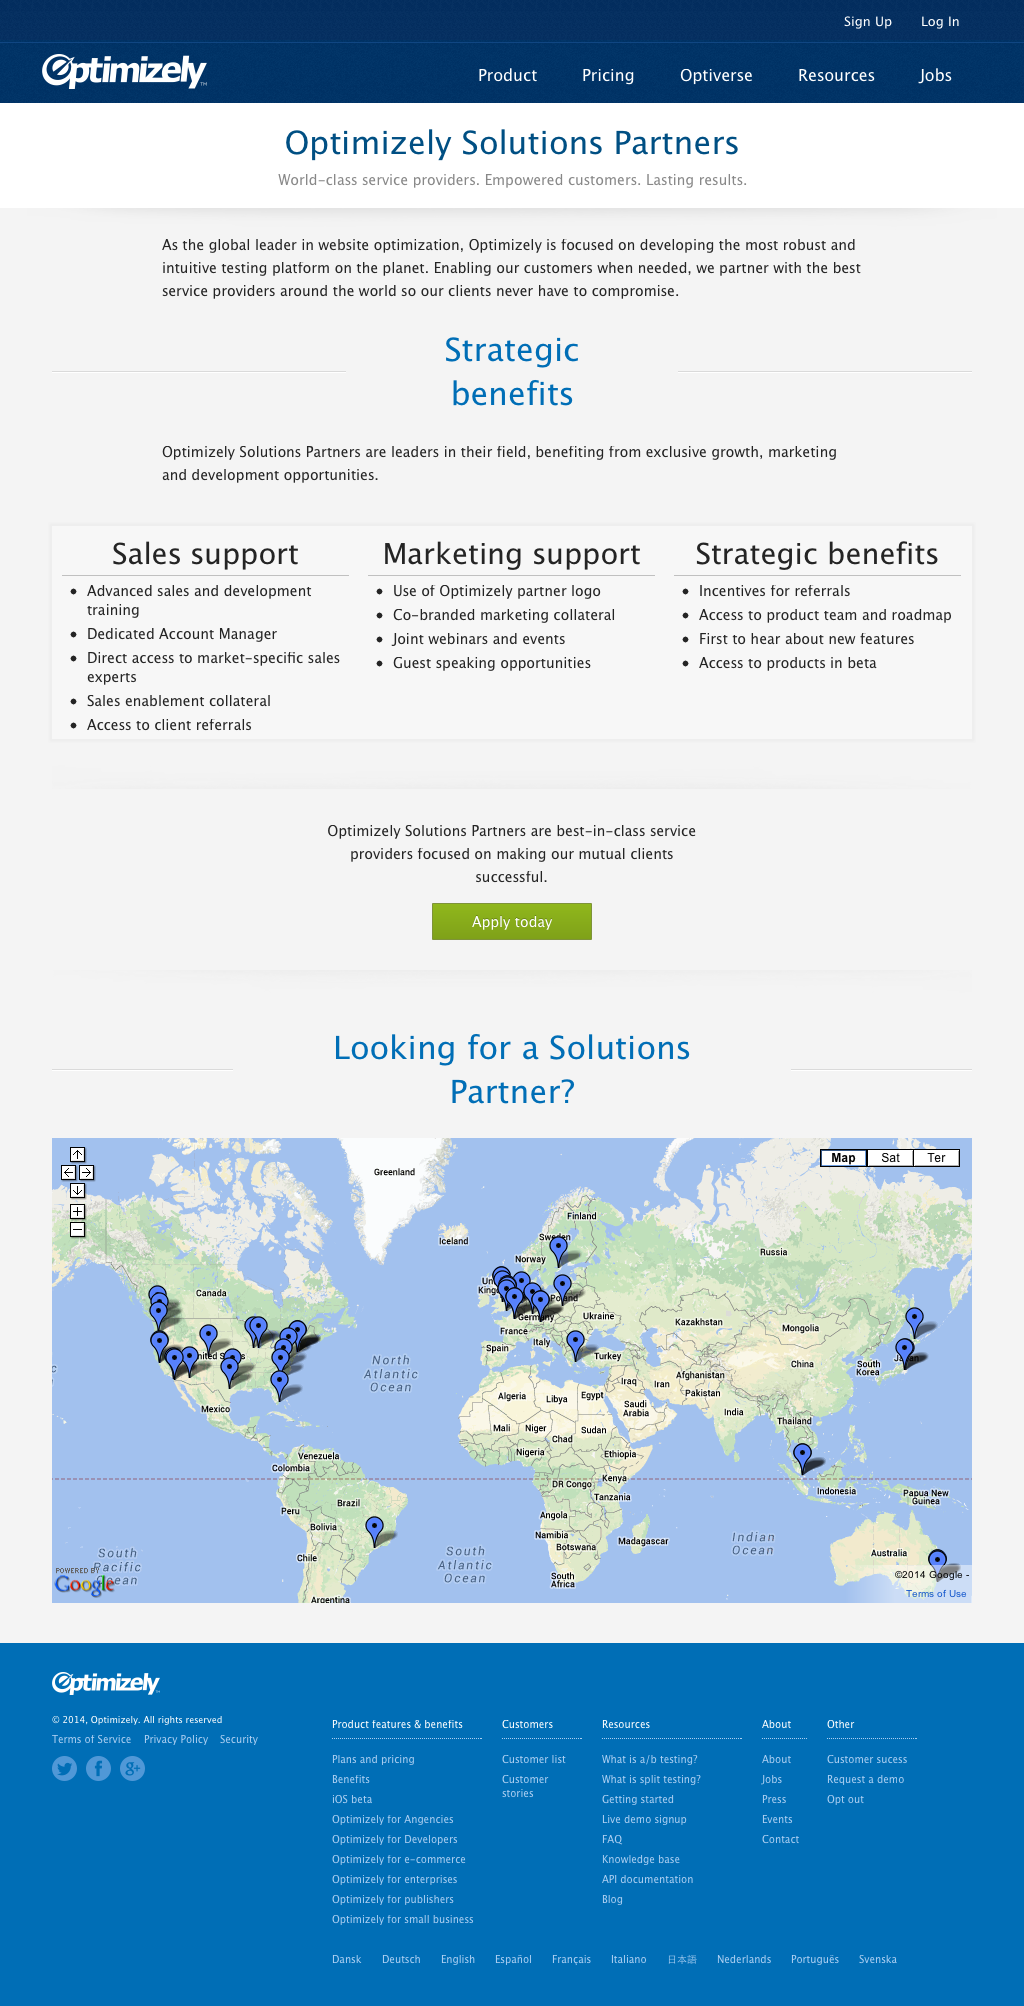 Sign Up Log In
Optimizely™
Product Pricing Optiverse Resources Jobs
Optimizely Solutions Partners
World-class service providers. Empowered customers. Lasting results.
As the global leader in website optimization, Optimizely is focused on developing the most robust and
intuitive testing platform on the planet. Enabling our customers when needed, we partner with the best
service providers around the world so our clients never have to compromise.
Strategic
benefits
Optimizely Solutions Partners are leaders in their field, benefiting from exclusive growth, marketing
and development opportunities.
Sales support
• Advanced sales and development
training
• Dedicated Account Manager
• Direct access to market-specific sales
experts
• Sales enablement collateral
• Access to client referrals
Marketing support
• Use of Optimizely partner logo
• Co-branded marketing collateral
• Joint webinars and events
• Guest speaking opportunities
Strategic benefits
• Incentives for referrals
• Access to product team and roadmap
• First to hear about new features
• Access to products in beta
Optimizely Solutions Partners are best-in-class service
providers focused on making our mutual clients
successful.
Apply today
Looking for a Solutions
Partner?
Map Sat Ter
Greenland
Finland
Iceland
Sweden
Norway
Russia
Canada
Poland
Germany
Ukraine
Kazakhstan
Mongolia
France
Italy
Spain
Turkey
China
South
Korea
Japan
North
Atlantic
Ocean
Iraq
Iran
Afghanistan
Pakistan
Algeria
Libya
Egypt
Saudi
Arabia
India
Thailand
Mexico
Mali
Niger
Chad
Sudan
Nigeria
Ethiopia
Venezuela
Colombia
DR Congo
Kenya
Tanzania
Indonesia
Papua New
Guinea
Peru
Brazil
Bolivia
Angola
Namibia
Botswana
Madagascar
Chile
South
Pacific
Ocean
South
Atlantic
Ocean
Indian
Ocean
Australia
South
Africa
Argentina
POWERED BY
Google
©2014 Google -
Terms of Use
Optimizely
© 2014, Optimizely. All rights reserved
Terms of Service Privacy Policy Security
Product features & benefits
Plans and pricing
Benefits
iOS beta
Optimizely for Angencies
Optimizely for Developers
Optimizely for e-commerce
Optimizely for enterprises
Optimizely for publishers
Optimizely for small business
Customers
Customer list
Customer
stories
Resources
What is a/b testing?
What is split testing?
Getting started
Live demo signup
FAQ
Knowledge base
API documentation
Blog
About
About
Jobs
Press
Events
Contact
Other
Customer sucess
Request a demo
Opt out
Dansk Deutsch English Español Français Italiano 日本語 Nederlands Português Svenska